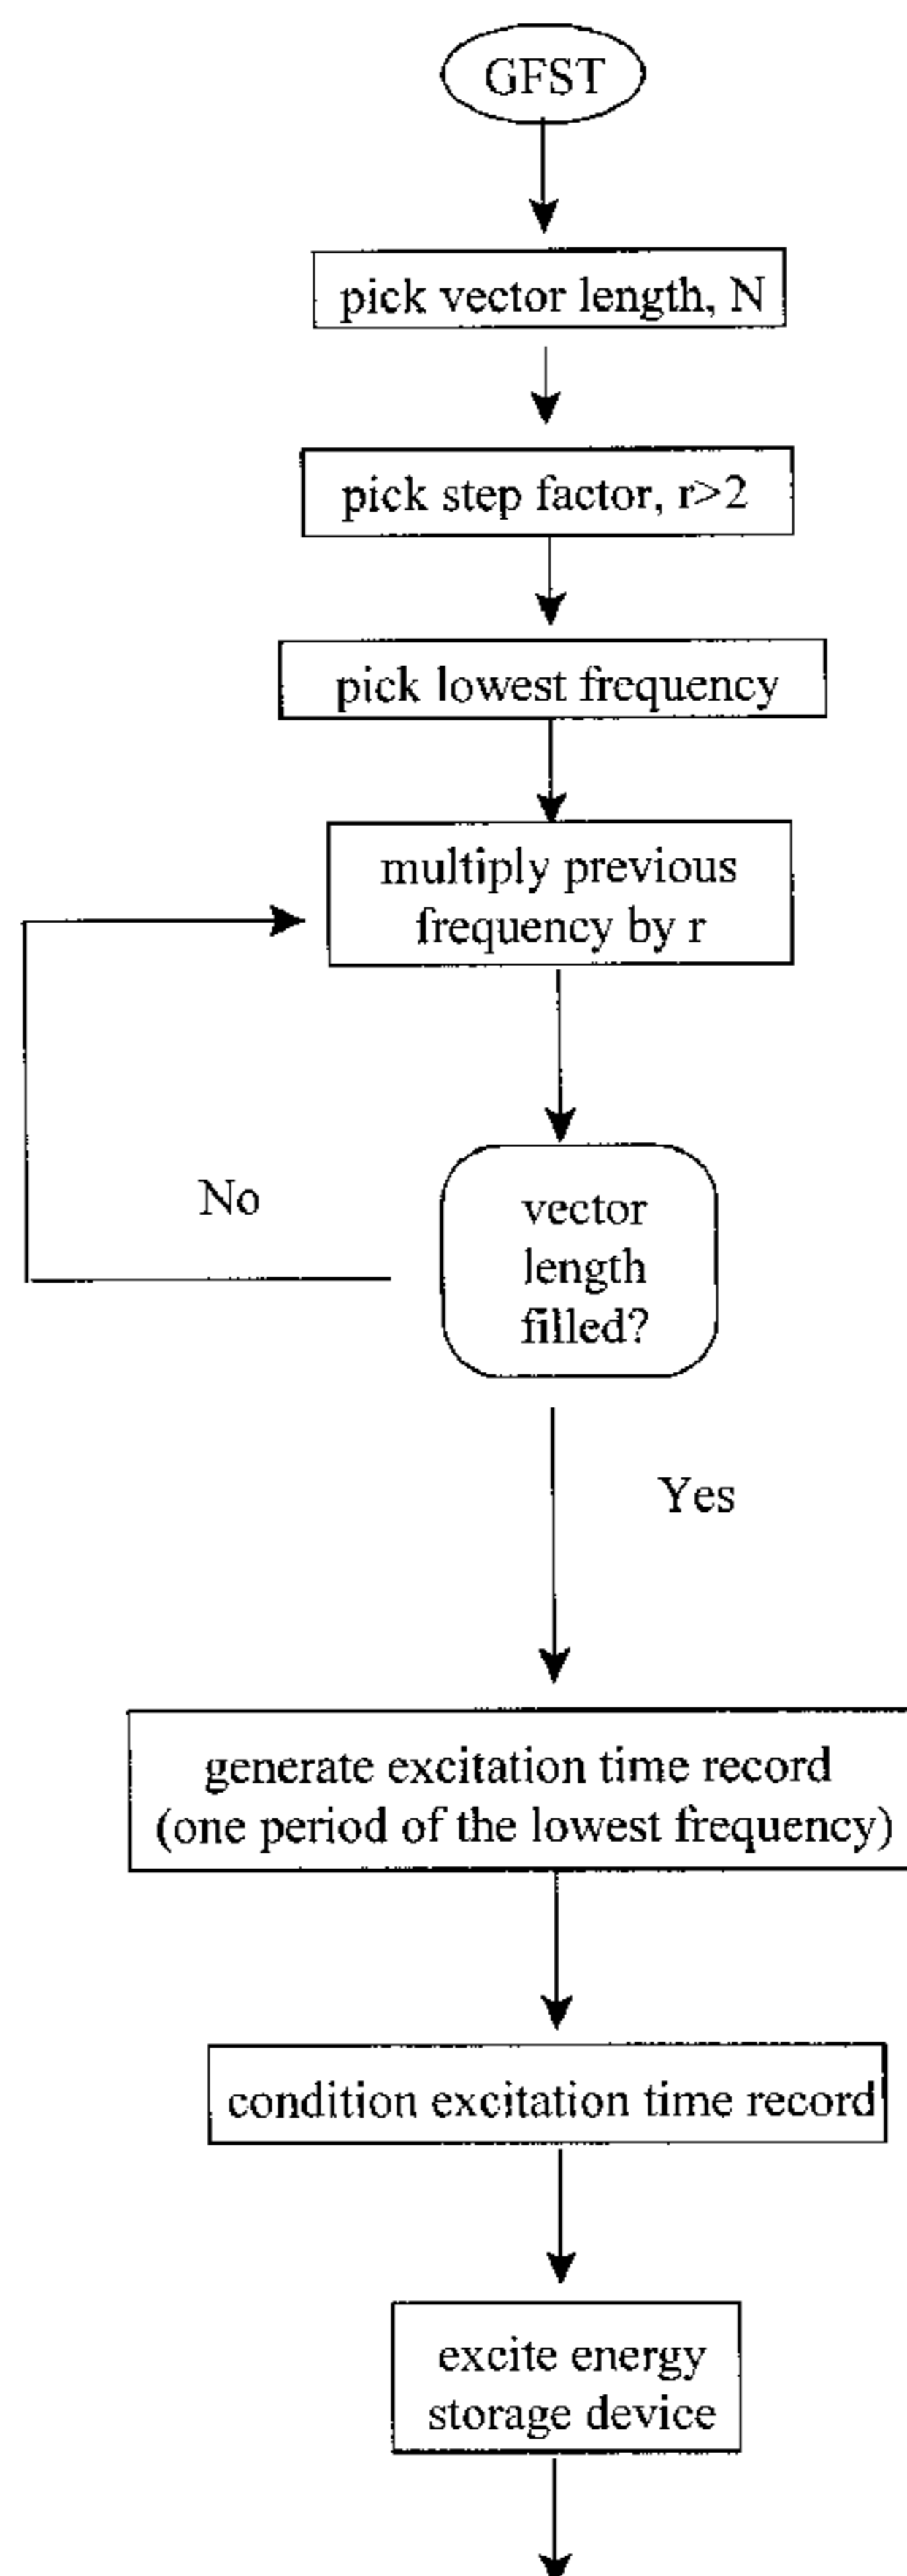 GFST
pick vector length, N
pick step factor, r>2
pick lowest frequency
multiply previous
frequency by r
No
vector
length
filled?
Yes
generate excitation time record
(one period of the lowest frequency)
condition excitation time record
excite energy
storage device